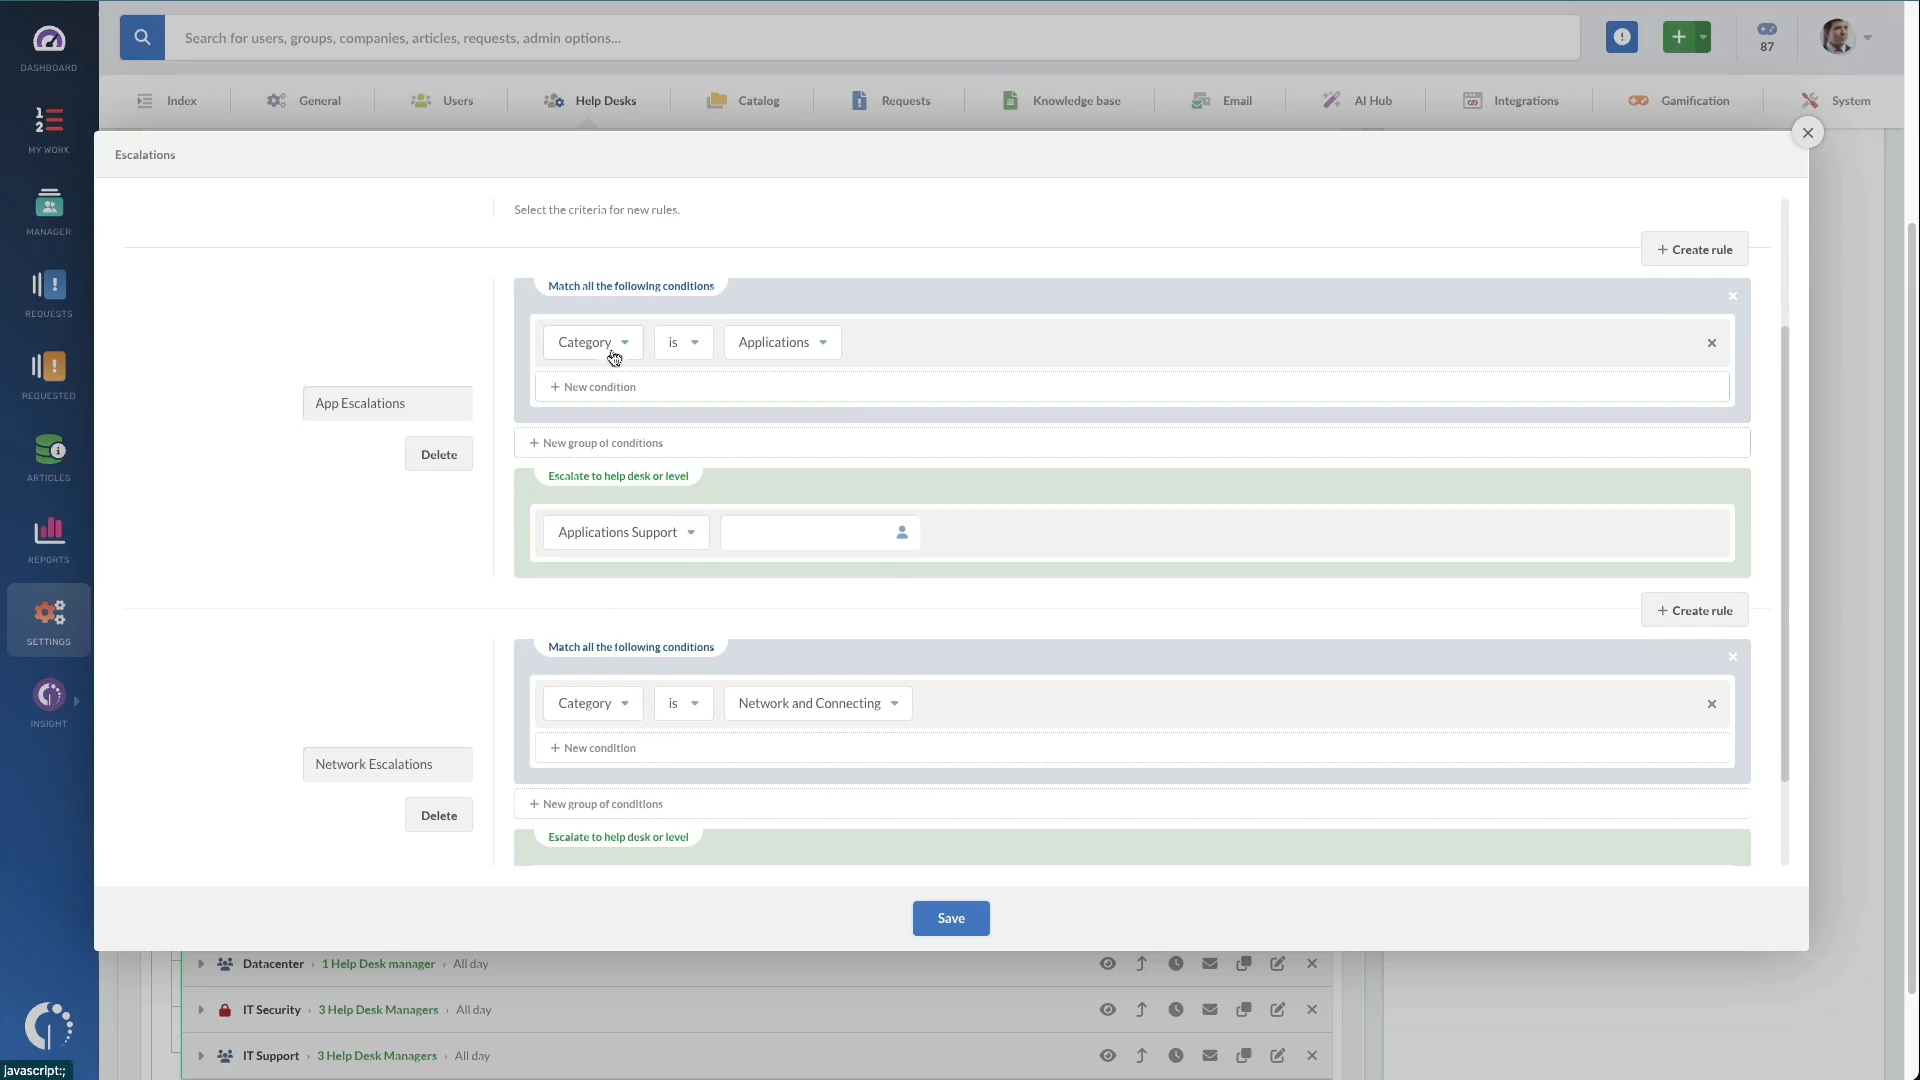 Search for users, groups, companies, articles, requests, admin options...
87
DASHBOARD
1
2
MY WORK
MANAGER
REQUESTS
REQUESTED
ARTICLES
REPORTS
SETTINGS
INSIGHT
Index
General
Users
Help Desks
Catalog
Requests
Knowledge base
Email
AI Hub
Integrations
Gamification
System
Escalations
Select the criteria for new rules.
+ Create rule
Match all the following conditions
Category
is
Applications
+ New condition
App Escalations
Delete
+ New group of conditions
Escalate to help desk or level
Applications Support
+ Create rule
Match all the following conditions
Category
is
Network and Connecting
+ New condition
Network Escalations
Delete
+ New group of conditions
Escalate to help desk or level
Save
Datacenter › 1 Help Desk manager › All day
IT Security › 3 Help Desk Managers › All day
IT Support › 3 Help Desk Managers › All day
javascript:;